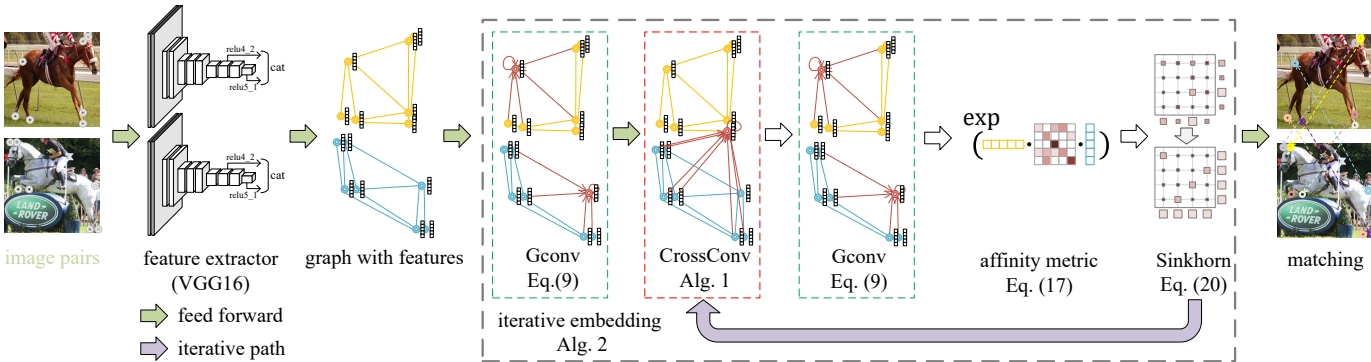 relu4_2
cat
relu5_1
relu4_2
cat
relu5_1
LAND
ROVER
LAND
ROVER
exp
( · · )
image pairs
feature extractor
(VGG16)
graph with features
Gconv
Eq.(9)
CrossConv
Alg. 1
Gconv
Eq. (9)
affinity metric
Eq. (17)
Sinkhorn
Eq. (20)
matching
feed forward
iterative path
iterative embedding
Alg. 2